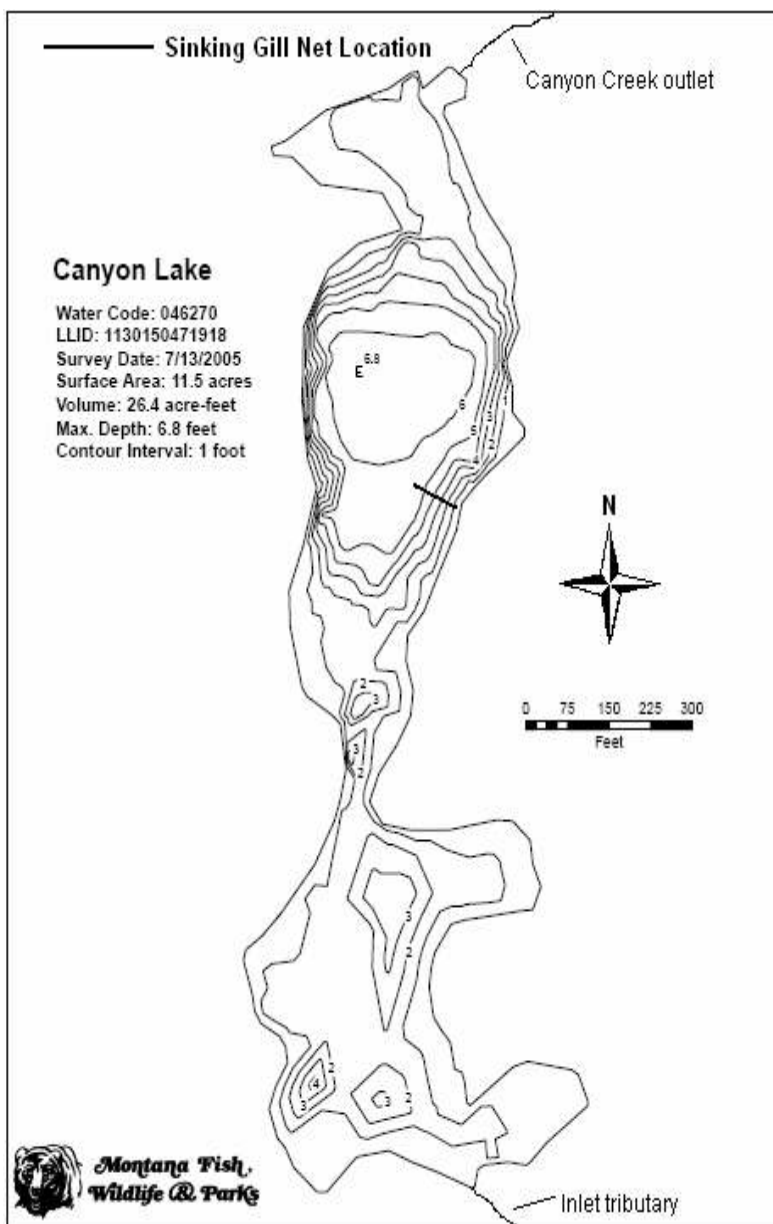 Sinking Gill Net Location
Canyon Creek outlet
Canyon Lake
Water Code: 046270
LLID: 1130150471918
Survey Date: 7/13/2005
Surface Area: 11.5 acres
Volume: 26.4 acre-feet
Max. Depth: 6.8 feet
Contour Interval: 1 foot
6.8
E
6
5
4
3
2
1
N
0 75 150 225 300
Feet
2
3
3
2
3
2
2
4
3
3
2
Montana Fish,
Wildlife & Parks
Inlet tributary